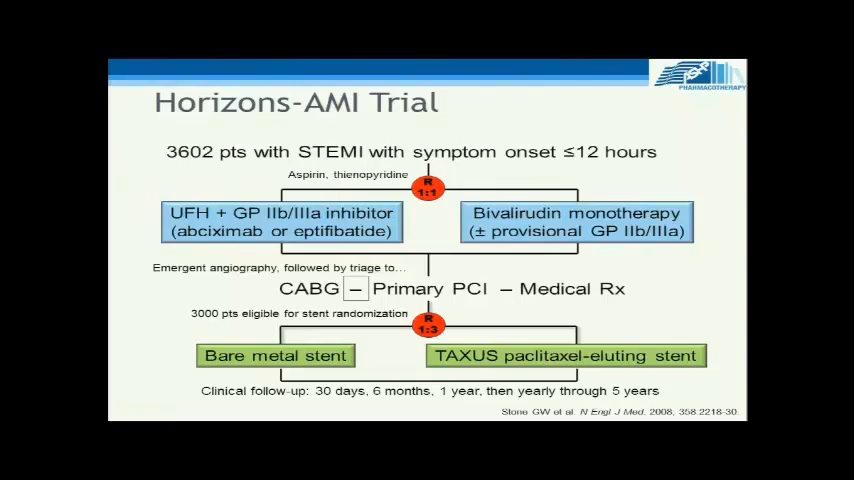 ASHP
PHARMACOTHERAPY
Horizons-AMI Trial
3602 pts with STEMI with symptom onset ≤12 hours
Aspirin, thienopyridine
R
1:1
UFH + GP IIb/IIIa inhibitor
(abciximab or eptifibatide)
Bivalirudin monotherapy
(± provisional GP IIb/IIIa)
Emergent angiography, followed by triage to…
CABG – Primary PCI – Medical Rx
3000 pts eligible for stent randomization
R
1:3
Bare metal stent
TAXUS paclitaxel-eluting stent
Clinical follow-up: 30 days, 6 months, 1 year, then yearly through 5 years
Stone GW et al. N Engl J Med. 2008; 358:2218-30.